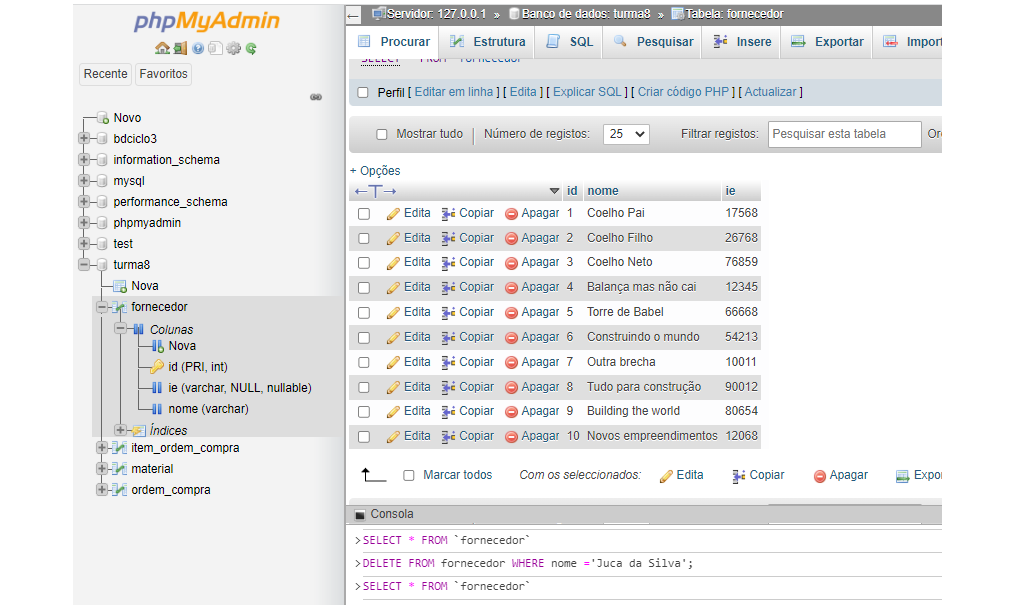 phpMyAdmin
Recente Favoritos
Novo
bdciclo3
information_schema
mysql
performance_schema
phpmyadmin
test
turma8
Nova
fornecedor
Colunas
Nova
id (PRI, int)
ie (varchar, NULL, nullable)
nome (varchar)
Índices
item_ordem_compra
material
ordem_compra
Servidor: 127.0.0.1 » Banco de dados: turma8 » Tabela: fornecedor
Procurar Estrutura SQL Pesquisar Insere Exportar Import
SELECT * FROM `fornecedor`
Perfil [ Editar em linha ] [ Edita ] [ Explicar SQL ] [ Criar código PHP ] [ Actualizar ]
Mostrar tudo Número de registos: 25 Filtrar registos: Pesquisar esta tabela Or
+ Opções
←T→ id nome ie
Edita Copiar Apagar 1 Coelho Pai 17568
Edita Copiar Apagar 2 Coelho Filho 26768
Edita Copiar Apagar 3 Coelho Neto 76859
Edita Copiar Apagar 4 Balança mas não cai 12345
Edita Copiar Apagar 5 Torre de Babel 66668
Edita Copiar Apagar 6 Construindo o mundo 54213
Edita Copiar Apagar 7 Outra brecha 10011
Edita Copiar Apagar 8 Tudo para construção 90012
Edita Copiar Apagar 9 Building the world 80654
Edita Copiar Apagar 10 Novos empreendimentos 12068
Marcar todos Com os seleccionados: Edita Copiar Apagar Expor
Consola
>SELECT * FROM `fornecedor`
>DELETE FROM fornecedor WHERE nome ='Juca da Silva';
>SELECT * FROM `fornecedor`